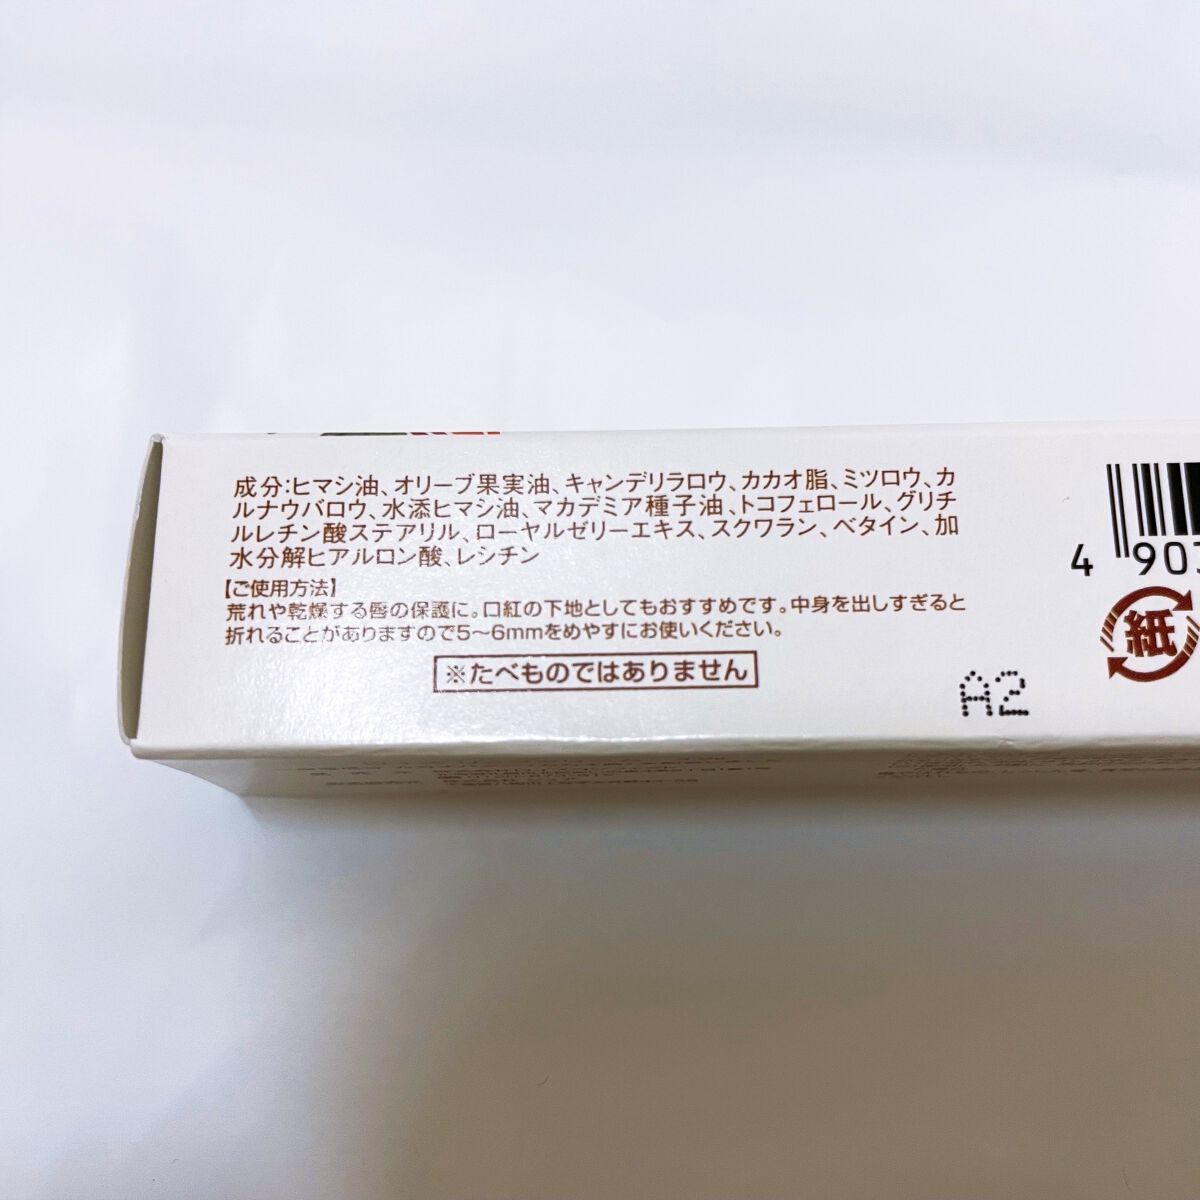 成分:ヒマシ油、オリーブ果実油、キャンデリラロウ、カカオ脂、ミツロウ、カ
ルナウバロウ、水添ヒマシ油、マカデミア種子油、トコフェロール、グリチ
ルレチン酸ステアリル、ローヤルゼリーエキス、スクワラン、ベタイン、加
水分解ヒアルロン酸、レシチン
【ご使用方法】
荒れや乾燥する唇の保護に。口紅の下地としてもおすすめです。中身を出しすぎると
折れることがありますので5〜6mmをめやすにお使いください。
※たべものではありません
A2
4 903
紙